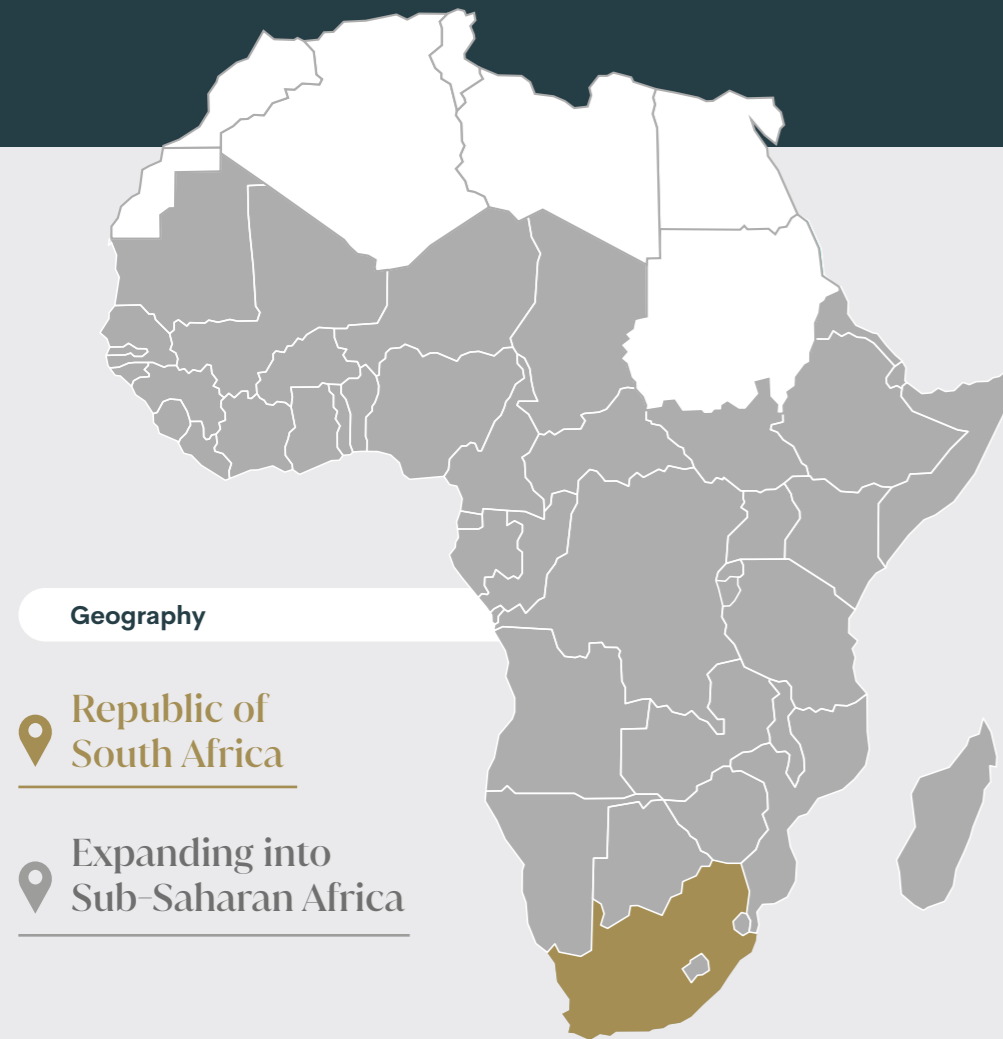 Geography
Republic of
South Africa
Expanding into
Sub-Saharan Africa